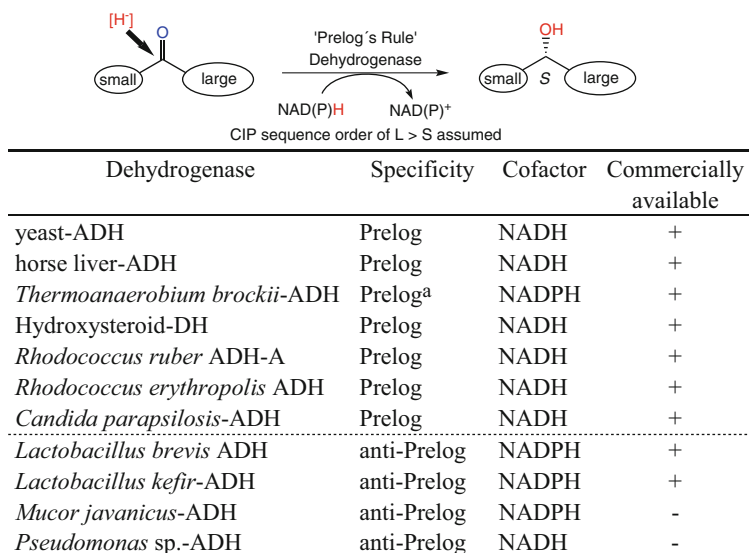 [H-]
O
OH
'Prelog´s Rule'
Dehydrogenase
small
large
small
S
large
NAD(P)H
NAD(P)+
CIP sequence order of L > S assumed
Dehydrogenase Specificity Cofactor Commercially available
yeast-ADH Prelog NADH +
horse liver-ADH Prelog NADH +
Thermoanaerobium brockii-ADH Prelog a NADPH +
Hydroxysteroid-DH Prelog NADH +
Rhodococcus ruber ADH-A Prelog NADH +
Rhodococcus erythropolis ADH Prelog NADH +
Candida parapsilosis-ADH Prelog NADH +
Lactobacillus brevis ADH anti-Prelog NADPH +
Lactobacillus kefir-ADH anti-Prelog NADPH +
Mucor javanicus-ADH anti-Prelog NADPH -
Pseudomonas sp.-ADH anti-Prelog NADH -